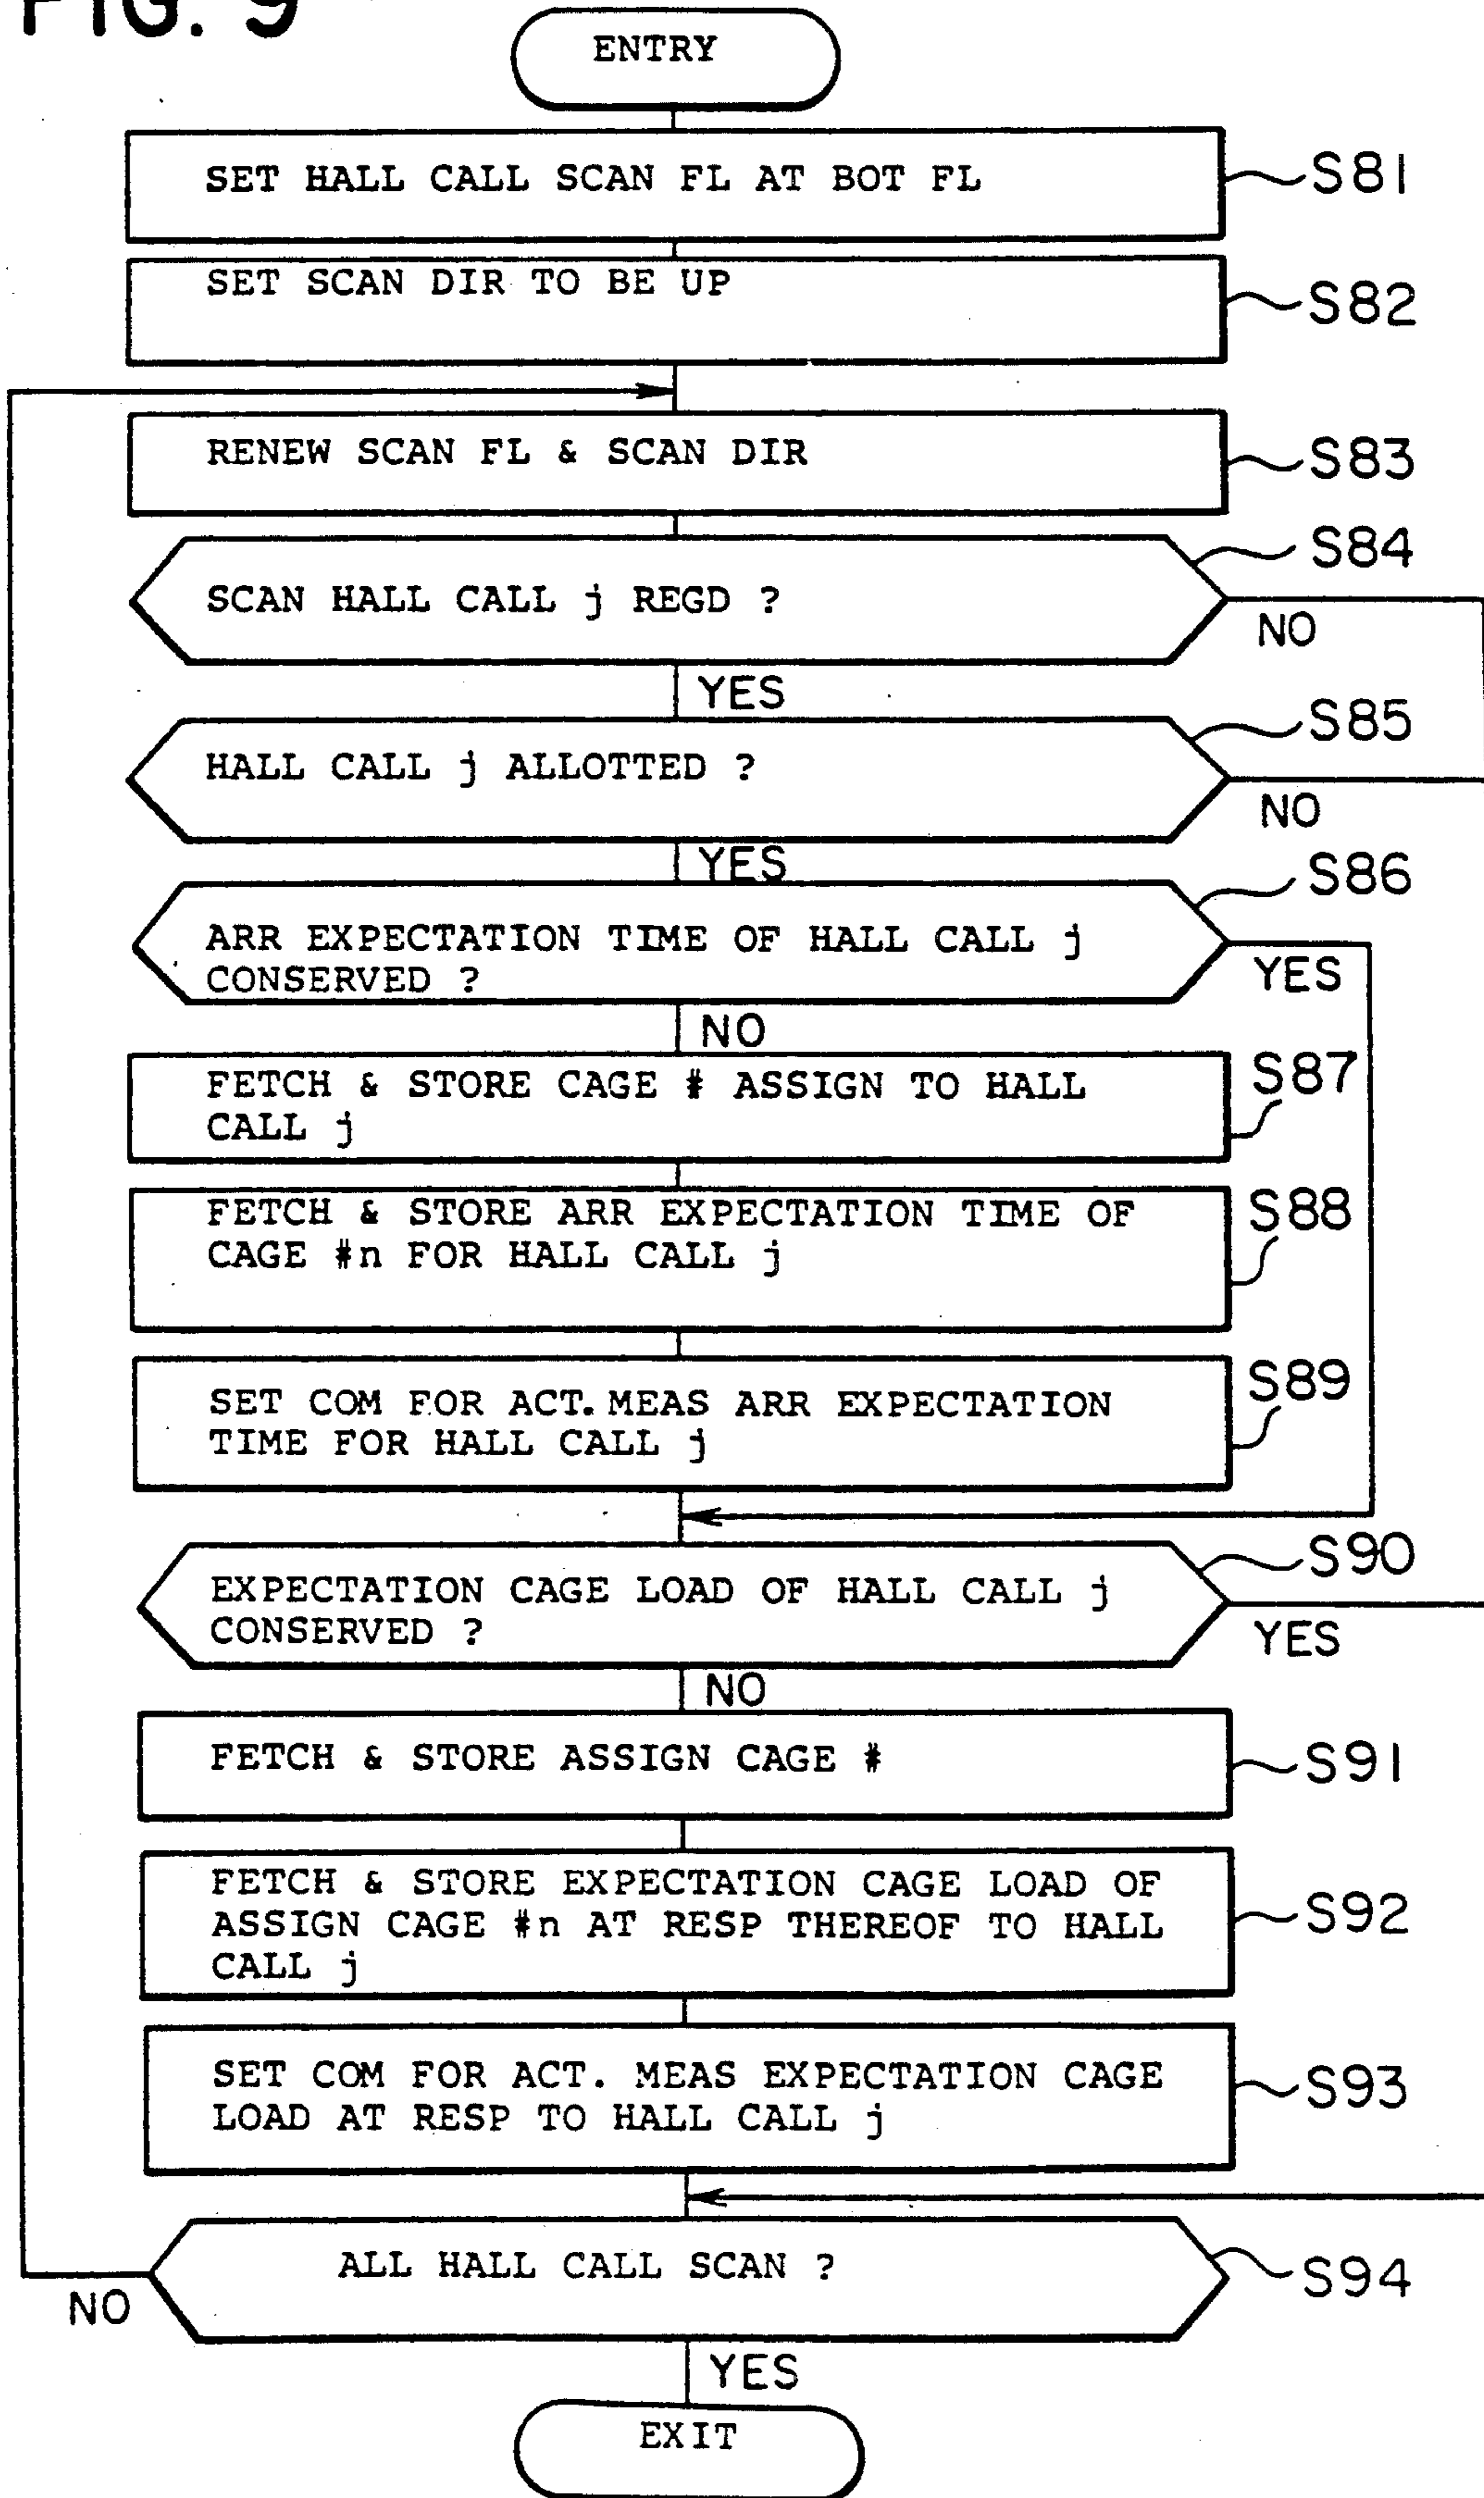 FIG. 9
ENTRY
SET HALL CALL SCAN FL AT BOT FL
S81
SET SCAN DIR TO BE UP
S82
RENEW SCAN FL & SCAN DIR
S83
S84
SCAN HALL CALL j REGD ?
NO
YES
S85
HALL CALL j ALLOTTED ?
NO
YES
S86
ARR EXPECTATION TIME OF HALL CALL j
CONSERVED ?
YES
NO
S87
FETCH & STORE CAGE # ASSIGN TO HALL
CALL j
S88
FETCH & STORE ARR EXPECTATION TIME OF
CAGE #n FOR HALL CALL j
S89
SET COM FOR ACT. MEAS ARR EXPECTATION
TIME FOR HALL CALL j
S90
EXPECTATION CAGE LOAD OF HALL CALL j
CONSERVED ?
YES
NO
FETCH & STORE ASSIGN CAGE #
S91
FETCH & STORE EXPECTATION CAGE LOAD OF
ASSIGN CAGE #n AT RESP THEREOF TO HALL
CALL j
S92
SET COM FOR ACT. MEAS EXPECTATION CAGE
LOAD AT RESP TO HALL CALL j
S93
ALL HALL CALL SCAN ?
S94
NO
YES
EXIT